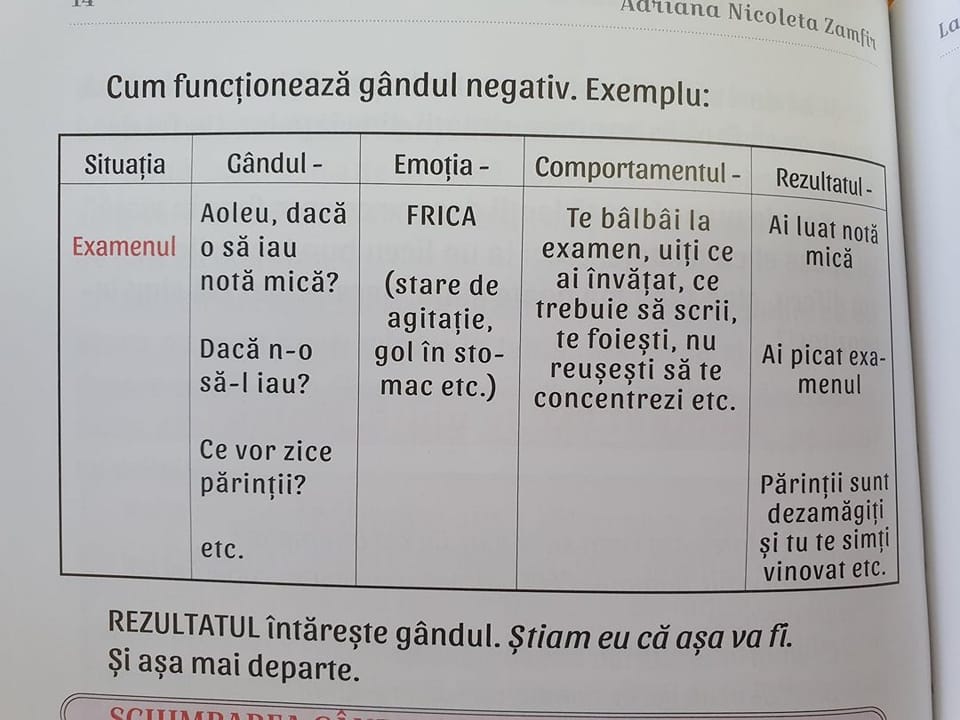 14
Adriana Nicoleta Zamfir
La
Cum funcționează gândul negativ. Exemplu:
Situația
Gândul -
Emoția -
Comportamentul -
Rezultatul -
Examenul
Aoleu, dacă
o să iau
notă mică?
Dacă n-o
să-l iau?
Ce vor zice
părinții?
etc.
FRICA
(stare de
agitație,
gol în sto-
mac etc.)
Te bâlbâi la
examen, uiți ce
ai învățat, ce
trebuie să scrii,
te foiești, nu
reușești să te
concentrezi etc.
Ai luat notă
mică
Ai picat exa-
menul
Părinții sunt
dezamăgiți
și tu te simți
vinovat etc.
REZULTATUL întărește gândul. Știam eu că așa va fi.
Și așa mai departe.
SCHIMBAREA